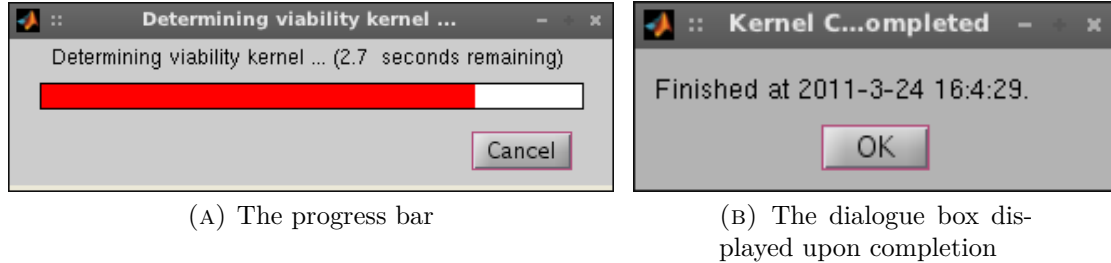 Determining viability kernel ...
Determining viability kernel ... (2.7 seconds remaining)
Cancel
(A) The progress bar
Kernel C...ompleted
Finished at 2011-3-24 16:4:29.
OK
(B) The dialogue box dis-
played upon completion